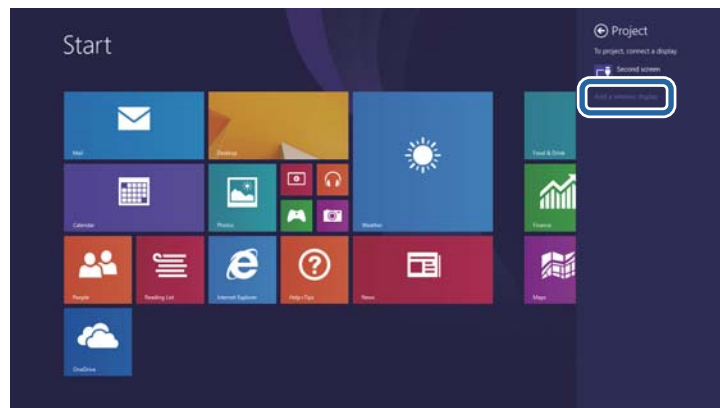 Start
Project
To project, connect a display.
Second screen
Add a wireless display
Mail
Desktop
Food & Drink
Calendar
Photos
Weather
Finance
People
Reading List
Internet Explorer
Help+Tips
News
Maps
OneDrive